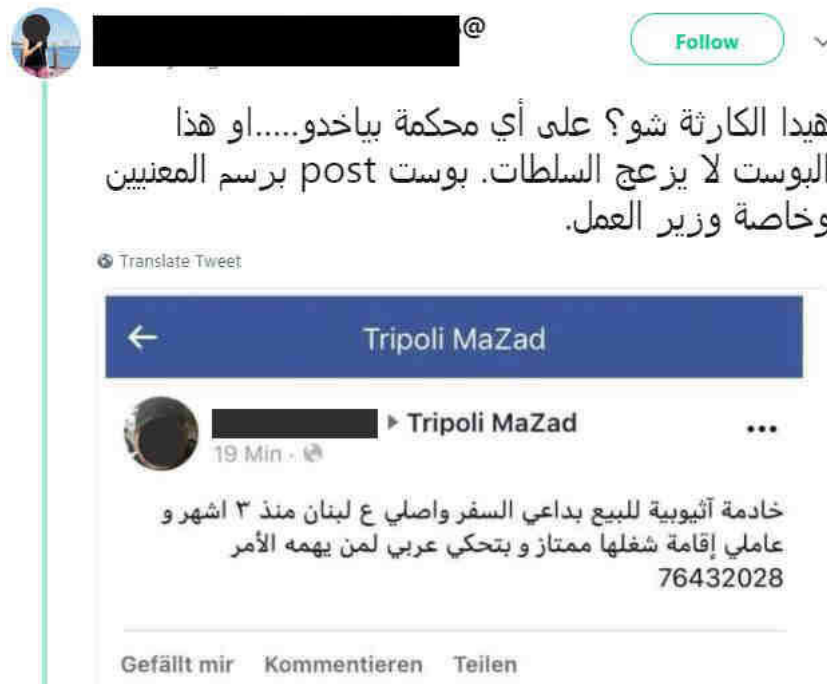 @
Follow
هيدا الكارثة شو؟ على أي محكمة بياخدو.....او هذا
البوست لا يزعج السلطات. بوست post برسم المعنيين
وخاصة وزير العمل.
Translate Tweet
Tripoli MaZad
Tripoli MaZad
19 Min
خادمة آثيوبية للبيع بداعي السفر واصلي ع لبنان منذ ٣ اشهر و
عاملي إقامة شغلها ممتاز و بتحكي عربي لمن يهمه الأمر
76432028
Gefällt mir Kommentieren Teilen